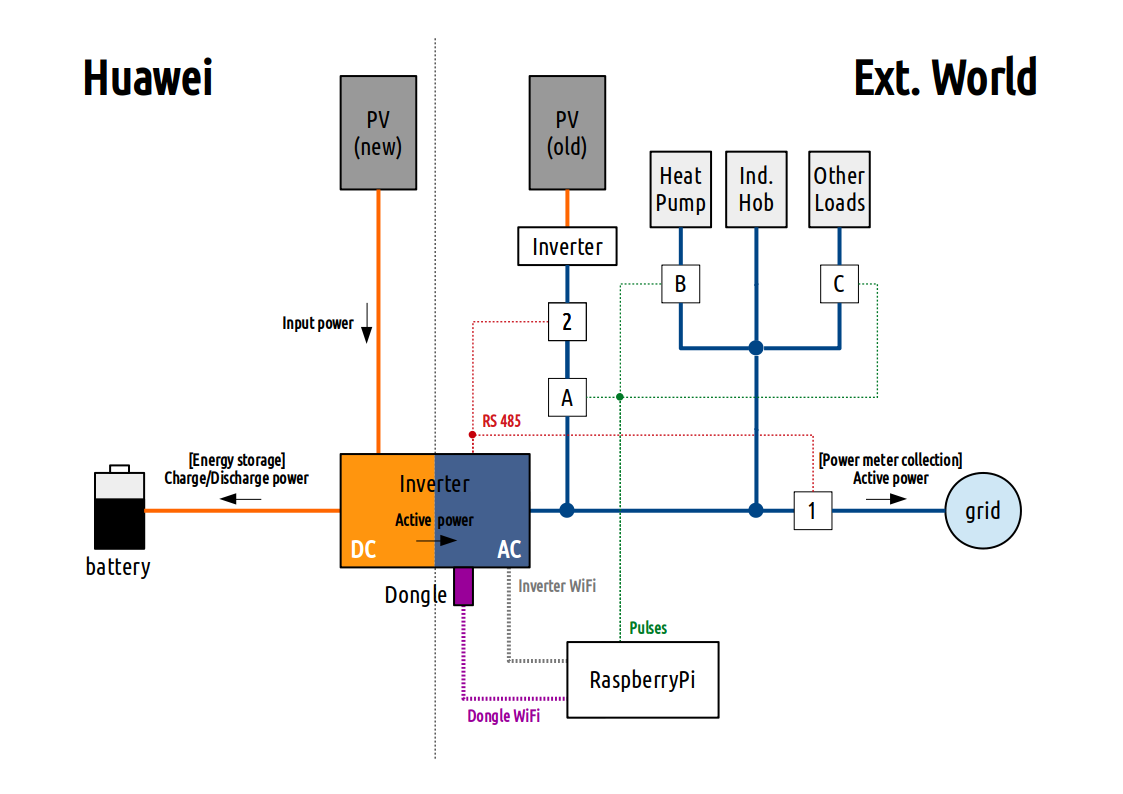 Huawei
Ext. World
PV
(new)
PV
(old)
Heat
Pump
Ind.
Hob
Other
Loads
Inverter
B
C
2
Input power
A
RS 485
[Energy storage]
Charge/Discharge power
Inverter
Active power
DC
AC
[Power meter collection]
Active power
1
grid
battery
Dongle
Inverter WiFi
Pulses
RaspberryPi
Dongle WiFi